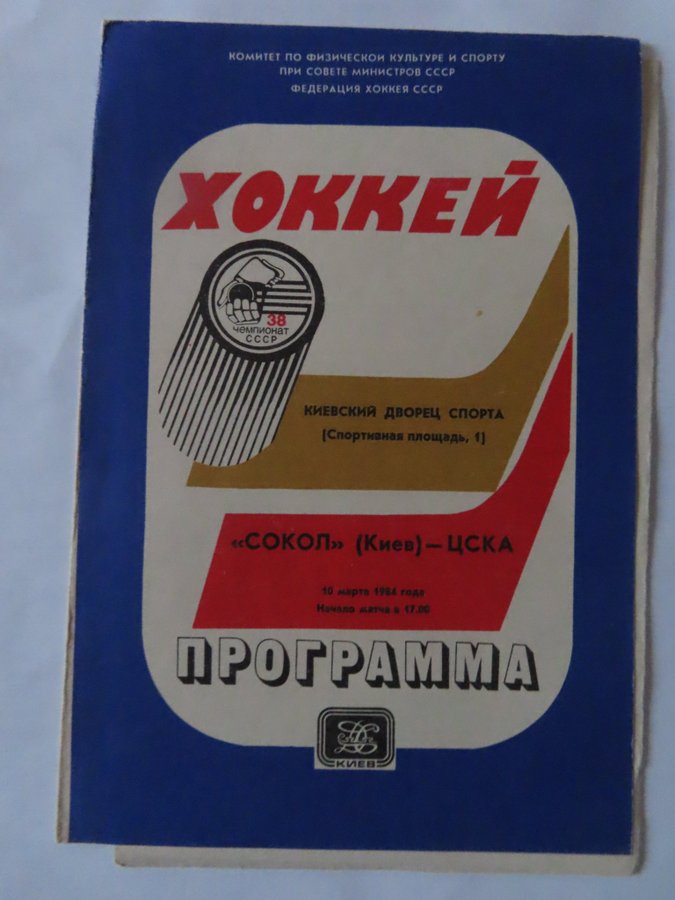 КОМИТЕТ ПО ФИЗИЧЕСКОЙ КУЛЬТУРЕ И СПОРТУ
ПРИ СОВЕТЕ МИНИСТРОВ СССР
ФЕДЕРАЦИЯ ХОККЕЯ СССР
ХОККЕЙ
38
чемпионат
СССР
КИЕВСКИЙ ДВОРЕЦ СПОРТА
[Спортивная площадь, 1]
«СОКОЛ» (Киев) — ЦСКА
10 марта 1984 года
Начало матча в 17.00
ПРОГРАММА
КИЕВ